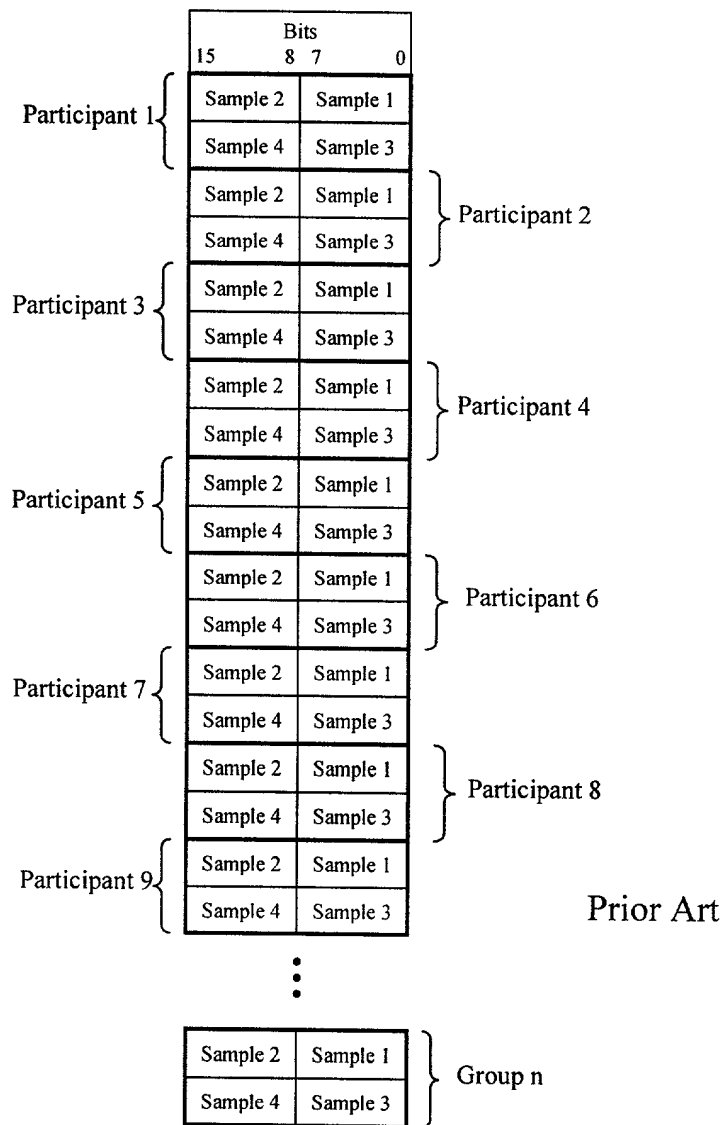 Bits
15 8 7 0
Participant 1
Sample 2 Sample 1
Sample 4 Sample 3
Sample 2 Sample 1
Sample 4 Sample 3
Participant 2
Participant 3
Sample 2 Sample 1
Sample 4 Sample 3
Sample 2 Sample 1
Sample 4 Sample 3
Participant 4
Participant 5
Sample 2 Sample 1
Sample 4 Sample 3
Sample 2 Sample 1
Sample 4 Sample 3
Participant 6
Participant 7
Sample 2 Sample 1
Sample 4 Sample 3
Sample 2 Sample 1
Sample 4 Sample 3
Participant 8
Participant 9
Sample 2 Sample 1
Sample 4 Sample 3
Prior Art
Sample 2 Sample 1
Sample 4 Sample 3
Group n